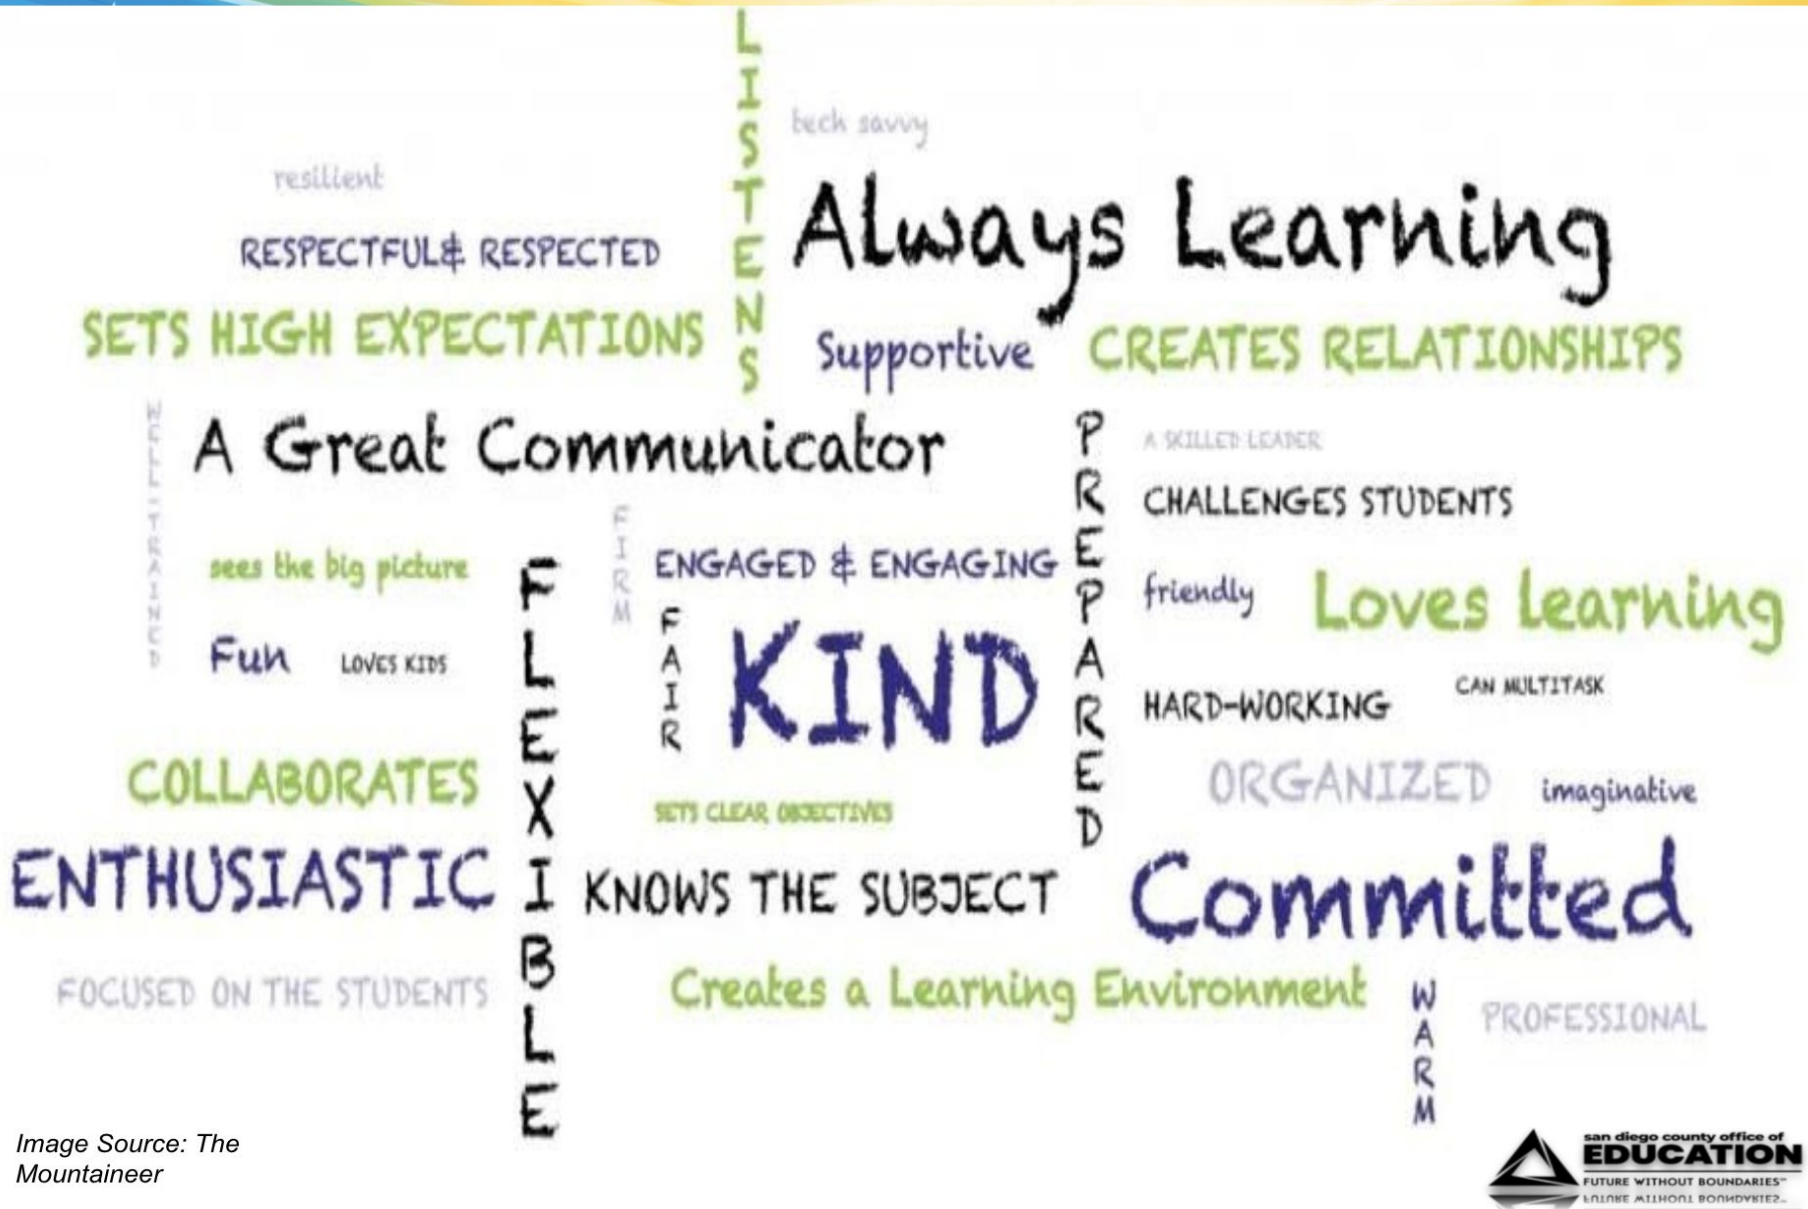 LISTENS
tech savvy
resilient
Always Learning
RESPECTFUL& RESPECTED
SETS HIGH EXPECTATIONS
Supportive
CREATES RELATIONSHIPS
WELL-TRAINED
A Great Communicator
PREPARED
A SKILLED LEADER
CHALLENGES STUDENTS
FIRM
sees the big picture
FLEXIBLE
ENGAGED & ENGAGING
friendly
Loves learning
FAIR
KIND
Fun
LOVES KIDS
HARD-WORKING
CAN MULTITASK
COLLABORATES
SETS CLEAR OBJECTIVES
ORGANIZED
imaginative
ENTHUSIASTIC
KNOWS THE SUBJECT
Committed
FOCUSED ON THE STUDENTS
Creates a Learning Environment
WARM
PROFESSIONAL
Image Source: The
Mountaineer
san diego county office of
EDUCATION
FUTURE WITHOUT BOUNDARIES™